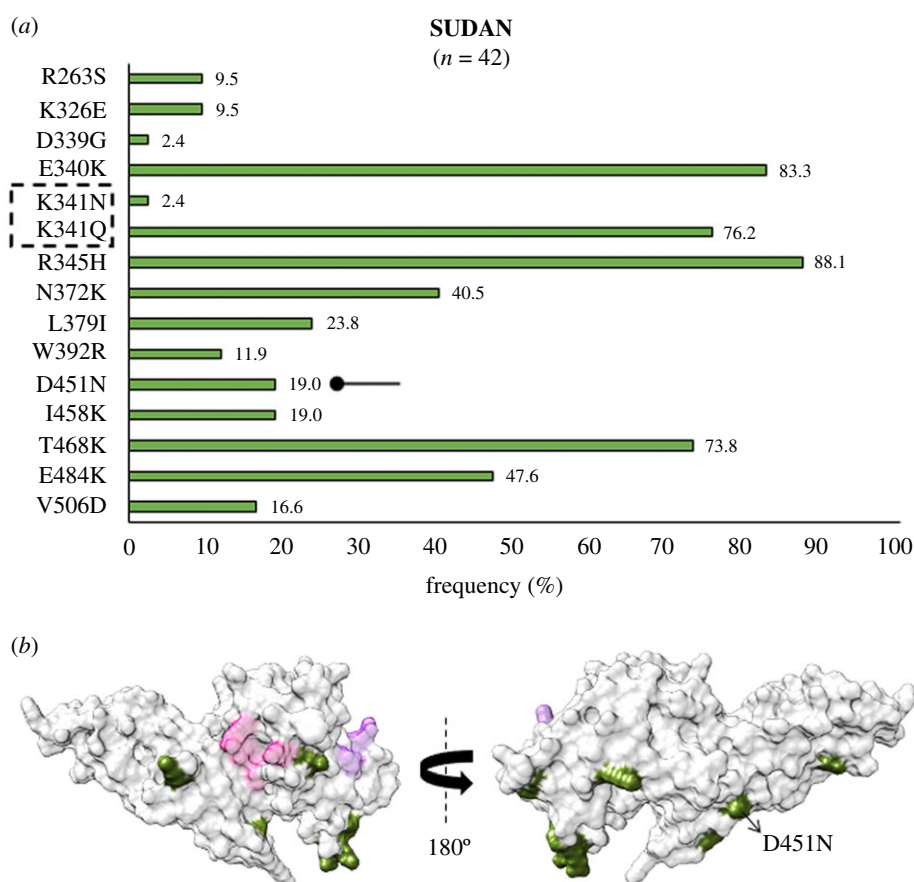 (a)
SUDAN
(n = 42)
R263S 9.5
K326E 9.5
D339G 2.4
E340K 83.3
K341N 2.4
K341Q 76.2
R345H 88.1
N372K 40.5
L379I 23.8
W392R 11.9
D451N 19.0
I458K 19.0
T468K 73.8
E484K 47.6
V506D 16.6
0 10 20 30 40 50 60 70 80 90 100
frequency (%)
(b)
180º
D451N